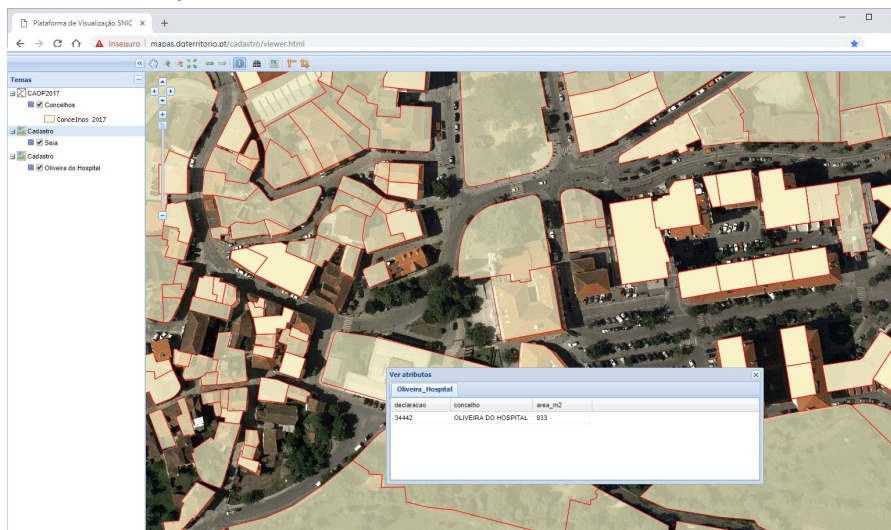 Plataforma de Visualização SNIC
Inseguro | mapas.dgterritorio.pt/cadastro/viewer.html
Temas
CAOP2017
Concelhos
Concelhos 2017
Cadastro
Seia
Cadastro
Oliveira do Hospital
Ver atributos
Oliveira_Hospital
declaracao concelho area_m2
34442 OLIVEIRA DO HOSPITAL 933